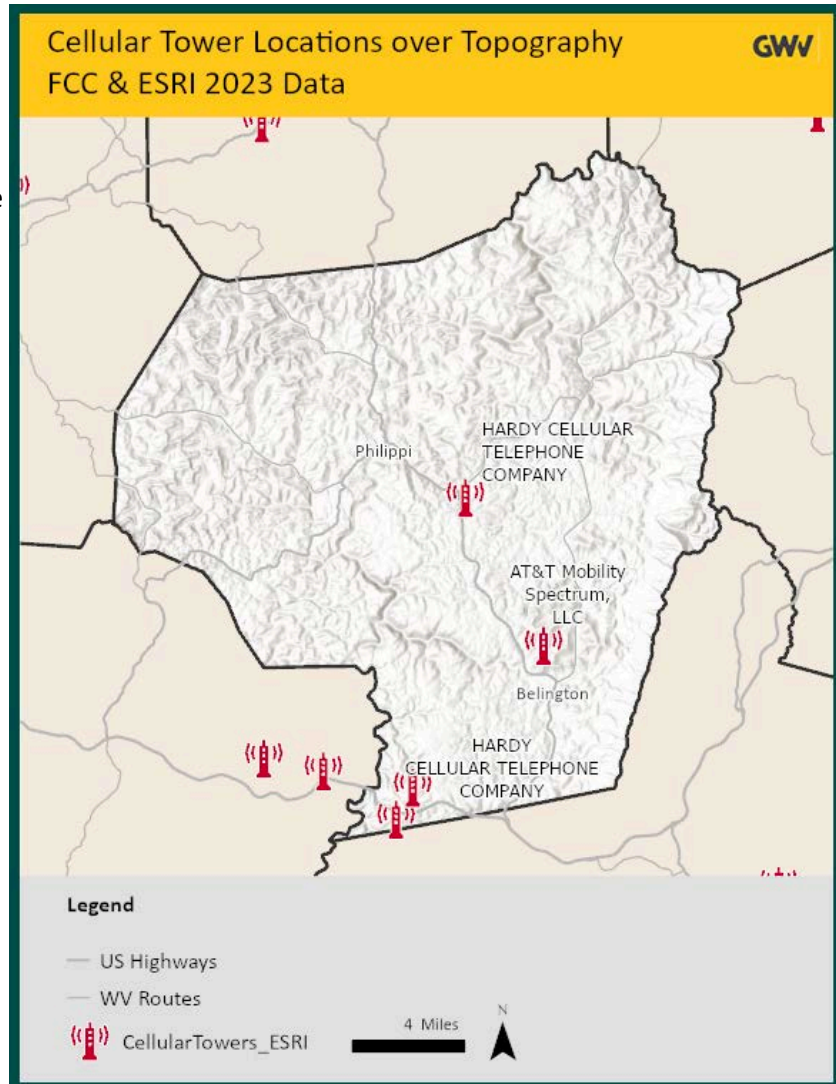 Cellular Tower Locations over Topography
GWV
FCC & ESRI 2023 Data
e
HARDY CELLULAR
TELEPHONE
COMPANY
Philippi
AT&T Mobility
Spectrum,
LLC
Belington
HARDY
CELLULAR TELEPHONE
COMPANY
Legend
US Highways
WV Routes
CellularTowers_ESRI
4 Miles
N